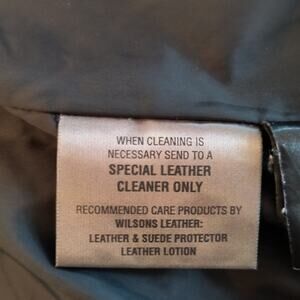 WHEN CLEANING IS
NECESSARY SEND TO A
SPECIAL LEATHER
CLEANER ONLY
RECOMMENDED CARE PRODUCTS BY
WILSONS LEATHER:
LEATHER & SUEDE PROTECTOR
LEATHER LOTION